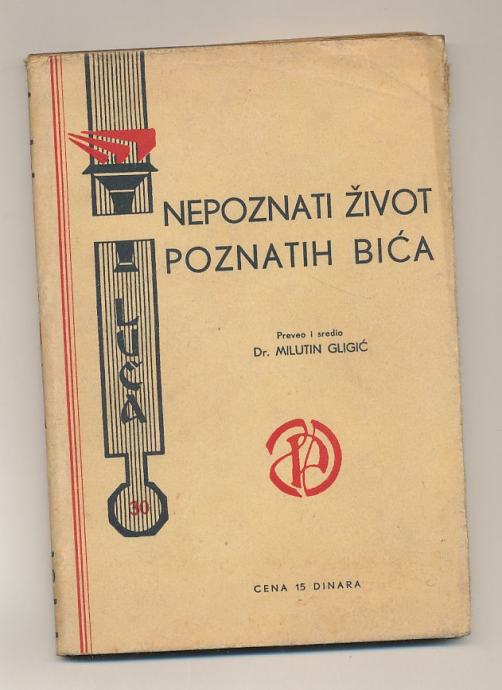 NEPOZNATI ŽIVOT
POZNATIH BIĆA
Preveo i sredio
Dr. MILUTIN GLIGIĆ
LUČA
30
CENA 15 DINARA